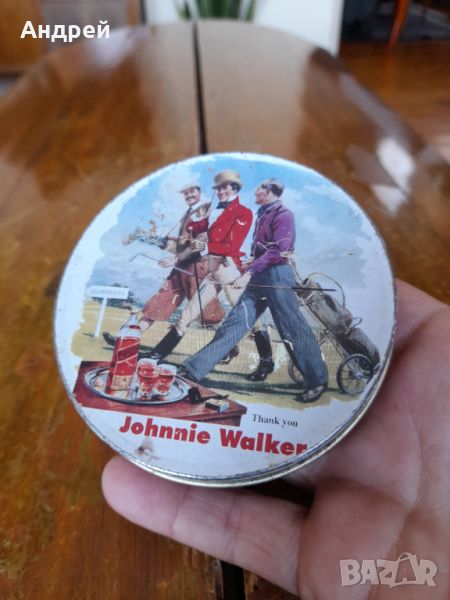 Андрей
Thank you
Johnnie Walker
BAZAR